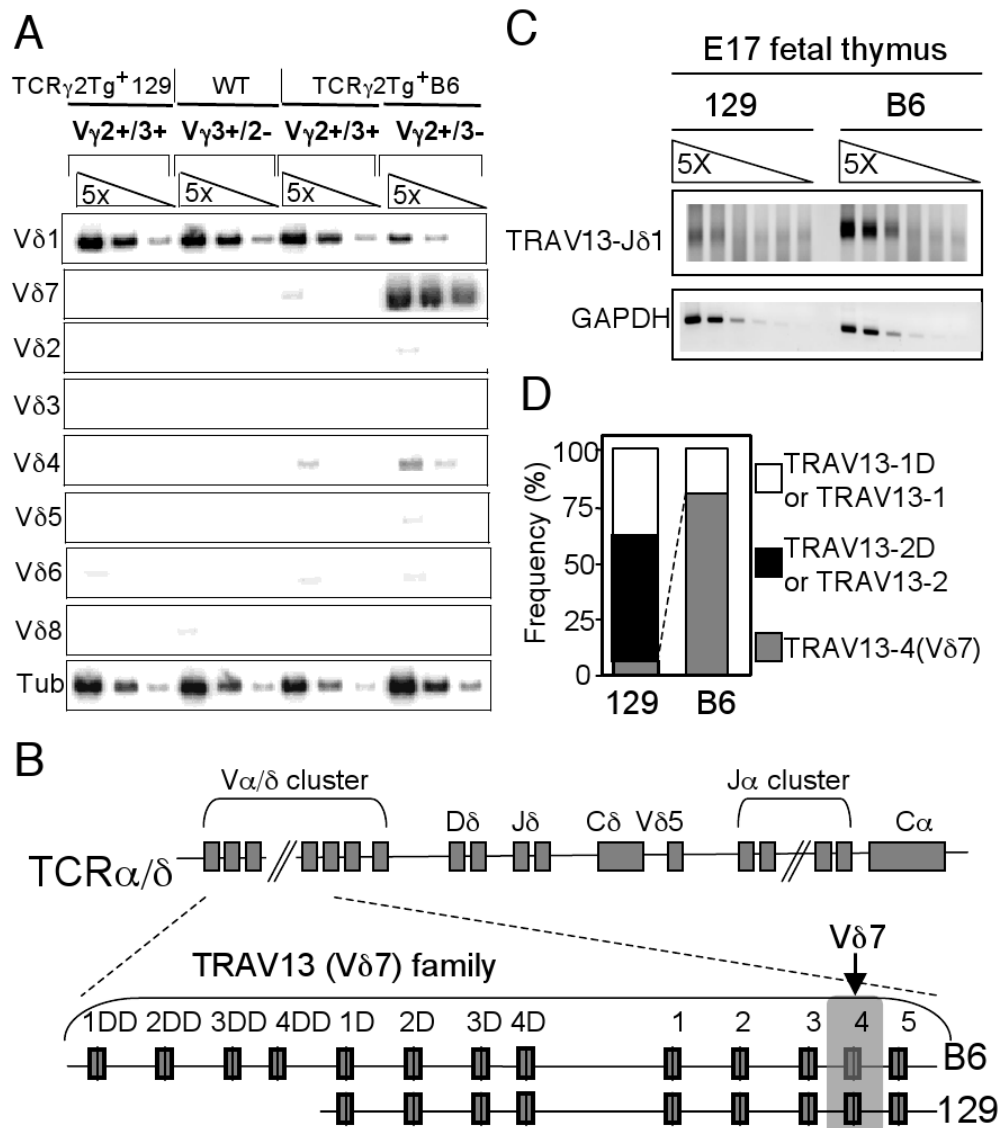 A
TCRγ2Tg⁺ 129 WT TCRγ2Tg⁺B6
Vγ2+/3+ Vγ3+/2- Vγ2+/3+ Vγ2+/3-
5x 5x 5x 5x
Vδ1
Vδ7
Vδ2
Vδ3
Vδ4
Vδ5
Vδ6
Vδ8
Tub
C
E17 fetal thymus
129 B6
5X 5X
TRAV13-Jδ1
GAPDH
D
100
75
50
25
0
Frequency (%)
129 B6
TRAV13-1D
or TRAV13-1
TRAV13-2D
or TRAV13-2
TRAV13-4(Vδ7)
B
Vα/δ cluster Jα cluster
Dδ Jδ Cδ Vδ5 Cα
TCRα/δ
Vδ7
TRAV13 (Vδ7) family
1DD 2DD 3DD 4DD 1D 2D 3D 4D 1 2 3 4 5
B6
129